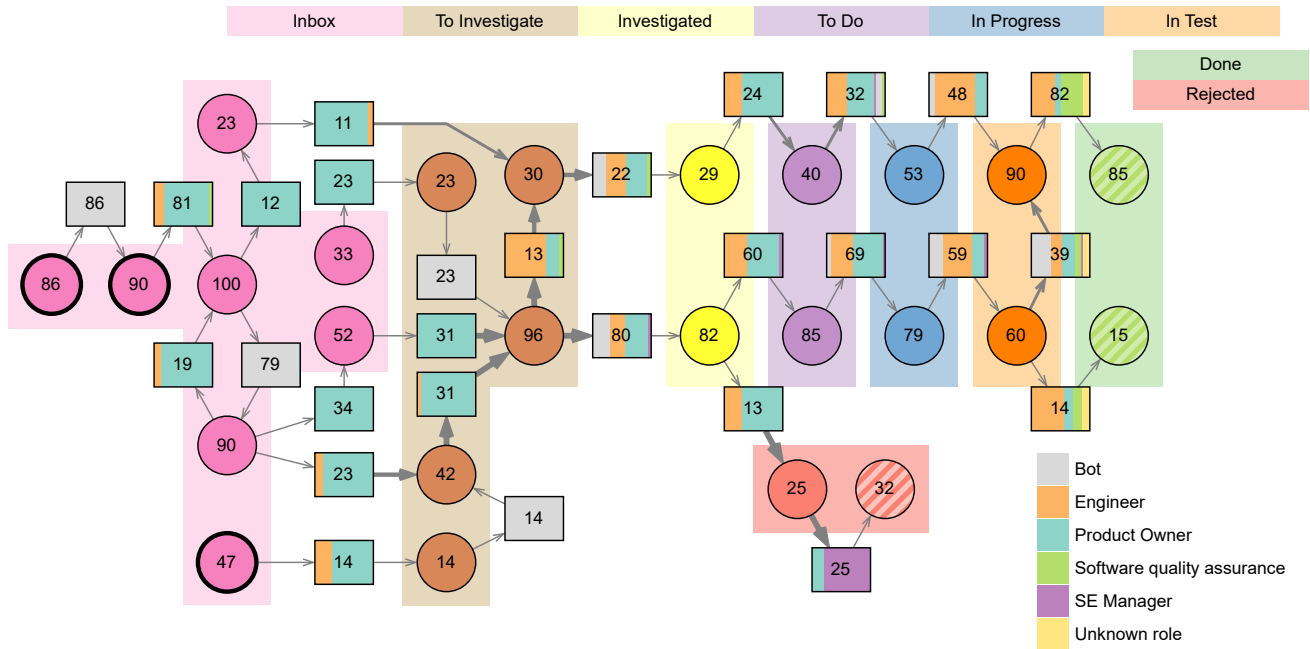 Inbox To Investigate Investigated To Do In Progress In Test
Done
Rejected
24 32 48 82
23 11
23 23 30 22 29 40 53 90 85
86 81 12
33 13 60 69 59 39
86 90 100 23
52 31 96 80 82 85 79 60 15
19 79
34 31 13 14
90
23 42 25 32
14
47 14 14 25
Bot
Engineer
Product Owner
Software quality assurance
SE Manager
Unknown role